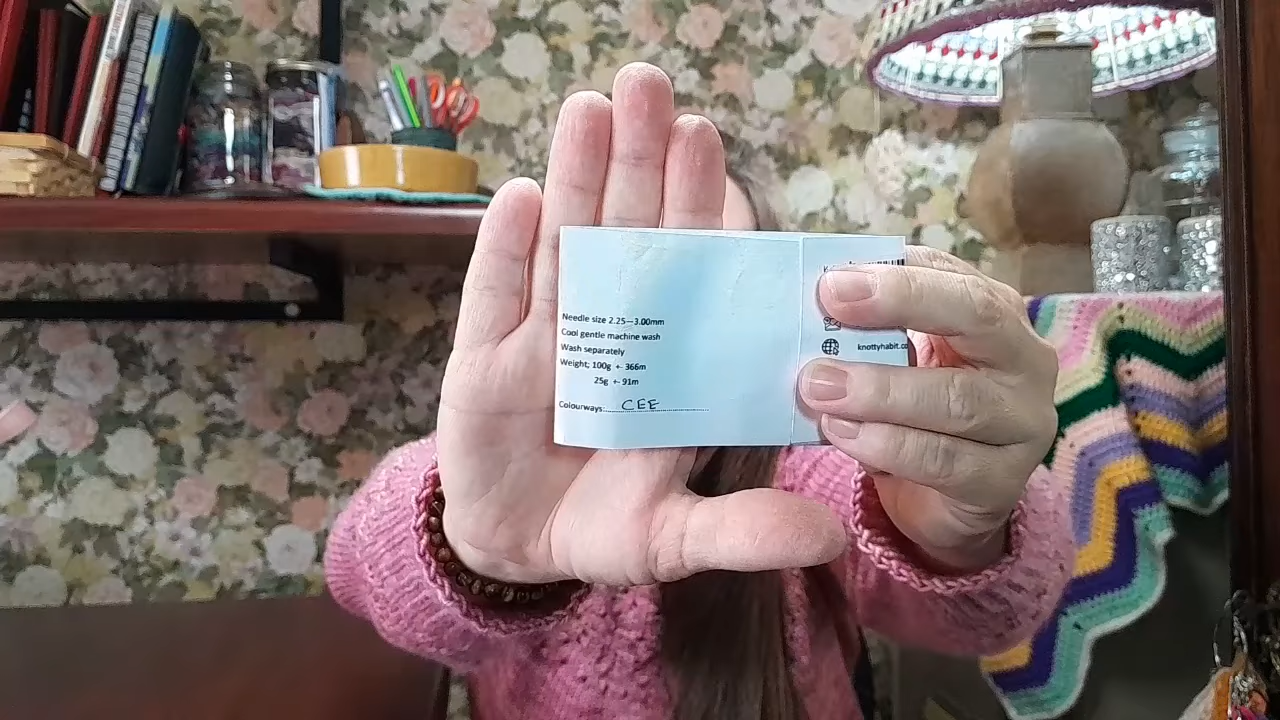 Needle size 2.25—3.00mm
Cool gentle machine wash
Wash separately
Weight; 100g +- 366m
25g +- 91m
Colourways CEE
knottyhabit.co